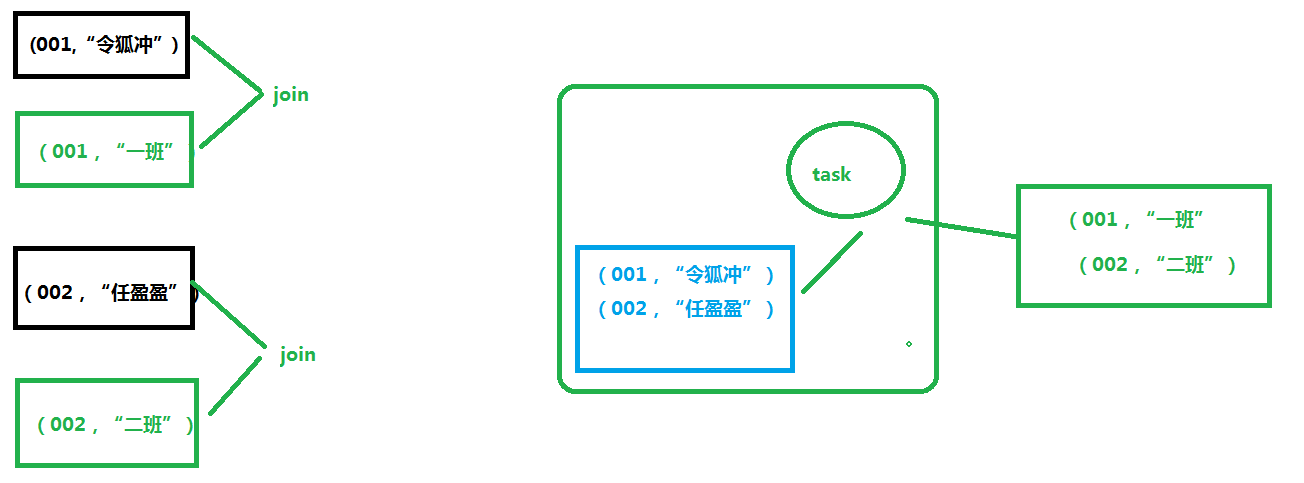 (001,“令狐冲”)
join
（001，“一班”）
（002，“任盈盈”）
join
（002，“二班”）
task
（001，“令狐冲”）
（002，“任盈盈”）
（001，“一班”
（002，“二班”）